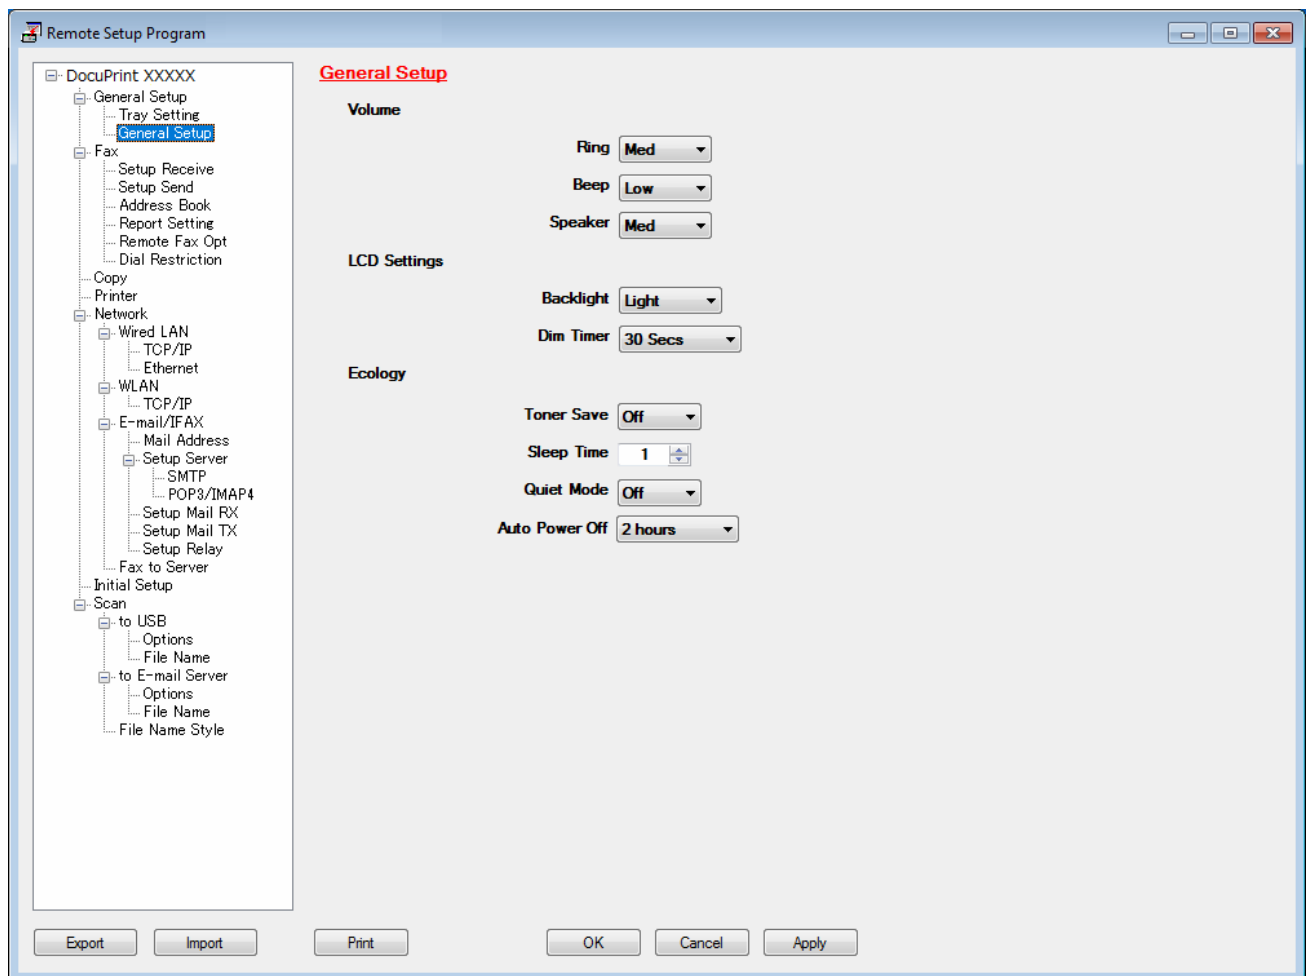 Remote Setup Program
DocuPrint XXXXX
General Setup
Tray Setting
General Setup
Fax
Setup Receive
Setup Send
Address Book
Report Setting
Remote Fax Opt
Dial Restriction
Copy
Printer
Network
Wired LAN
TCP/IP
Ethernet
WLAN
TCP/IP
E-mail/IFAX
Mail Address
Setup Server
SMTP
POP3/IMAP4
Setup Mail RX
Setup Mail TX
Setup Relay
Fax to Server
Initial Setup
Scan
to USB
Options
File Name
to E-mail Server
Options
File Name
File Name Style
General Setup
Volume
Ring Med
Beep Low
Speaker Med
LCD Settings
Backlight Light
Dim Timer 30 Secs
Ecology
Toner Save Off
Sleep Time 1
Quiet Mode Off
Auto Power Off 2 hours
Export Import Print OK Cancel Apply